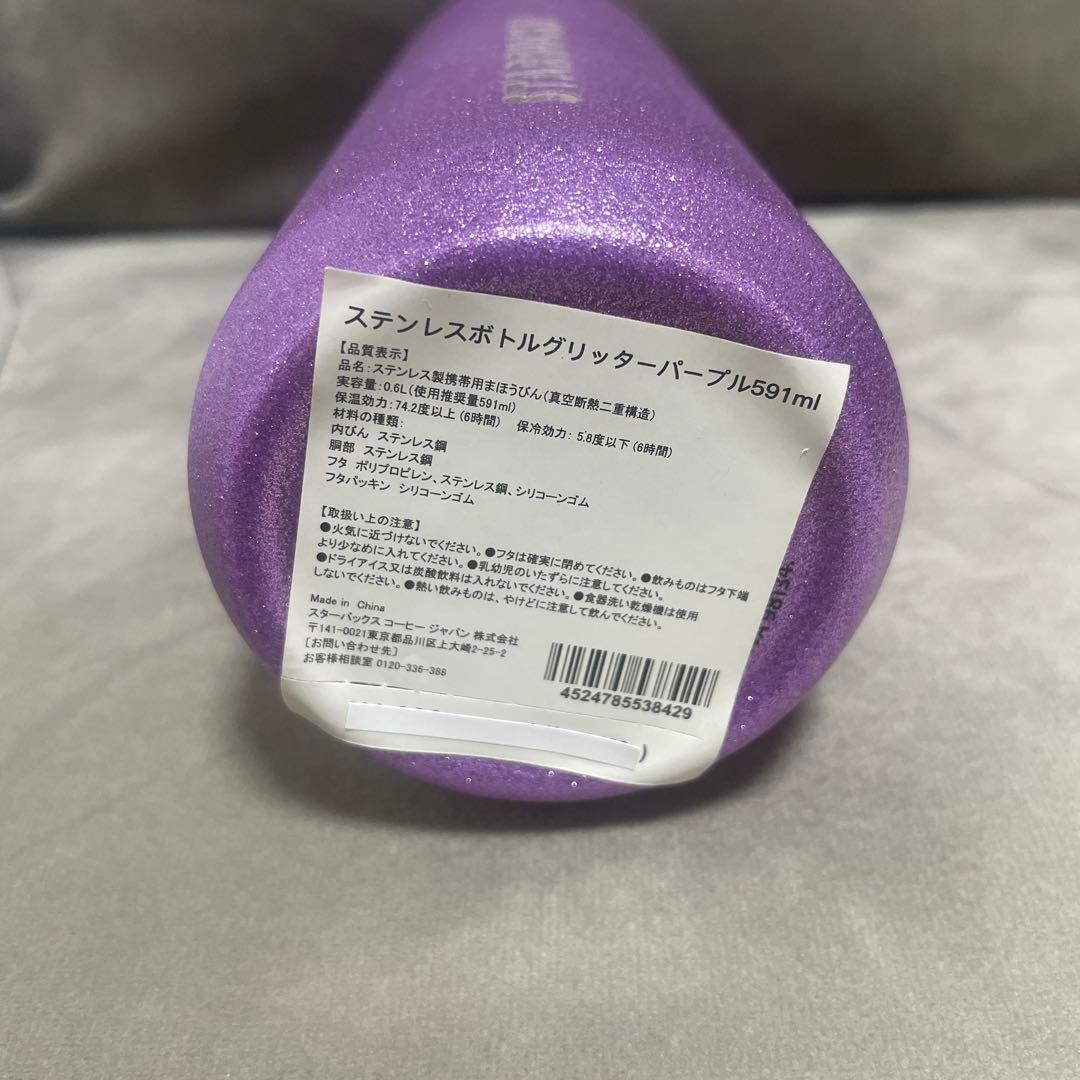 ステンレスボトルグリッターパープル591ml
【品質表示】
品名:ステンレス製携帯用まほうびん(真空断熱二重構造)
実容量:0.6L(使用推奨量591ml)
保温効力:74.2度以上(6時間) 保冷効力:5.8度以下(6時間)
材料の種類:
内びん ステンレス鋼
胴部 ステンレス鋼
フタ ポリプロピレン、ステンレス鋼、シリコーンゴム
フタパッキン シリコーンゴム
【取扱い上の注意】
●火気に近づけないでください。●フタは確実に閉めてください。●飲みものはフタ下端
より少なめに入れてください。●乳幼児のいたずらに注意してください。
●ドライアイス又は炭酸飲料は入れないでください。●食器洗い乾燥機は使用
しないでください。●熱い飲みものは、やけどに注意して飲んでください。
Made in China
スターバックス コーヒー ジャパン 株式会社
〒141-0021東京都品川区上大崎2-25-2
[お問い合わせ先]
お客様相談室 0120-336-388
4524785538429